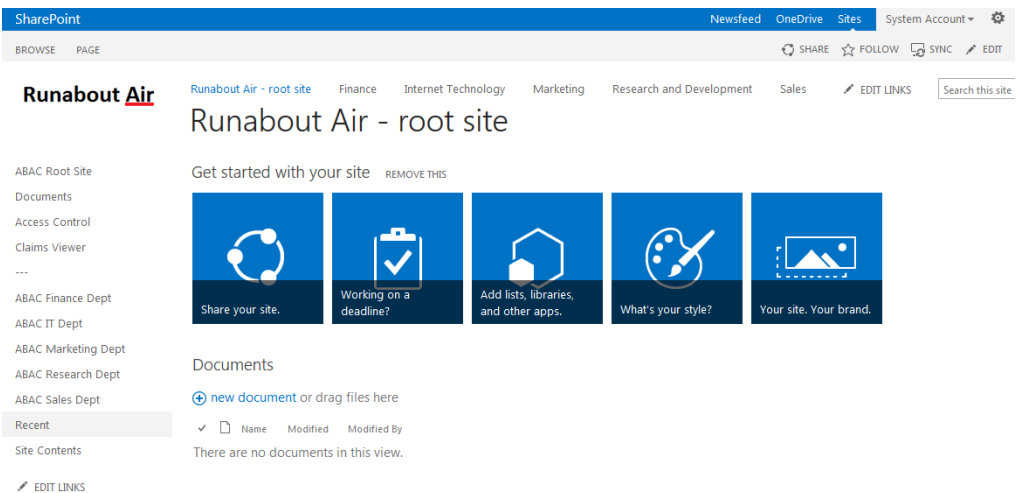 SharePoint Newsfeed OneDrive Sites System Account
BROWSE PAGE SHARE FOLLOW SYNC EDIT
Runabout Air
Runabout Air - root site Finance Internet Technology Marketing Research and Development Sales EDIT LINKS Search this site
Runabout Air - root site
ABAC Root Site
Documents
Access Control
Claims Viewer
---
ABAC Finance Dept
ABAC IT Dept
ABAC Marketing Dept
ABAC Research Dept
ABAC Sales Dept
Recent
Site Contents
EDIT LINKS
Get started with your site REMOVE THIS
Share your site.
Working on a
deadline?
Add lists, libraries,
and other apps.
What's your style?
Your site. Your brand.
Documents
new document or drag files here
Name Modified Modified By
There are no documents in this view.